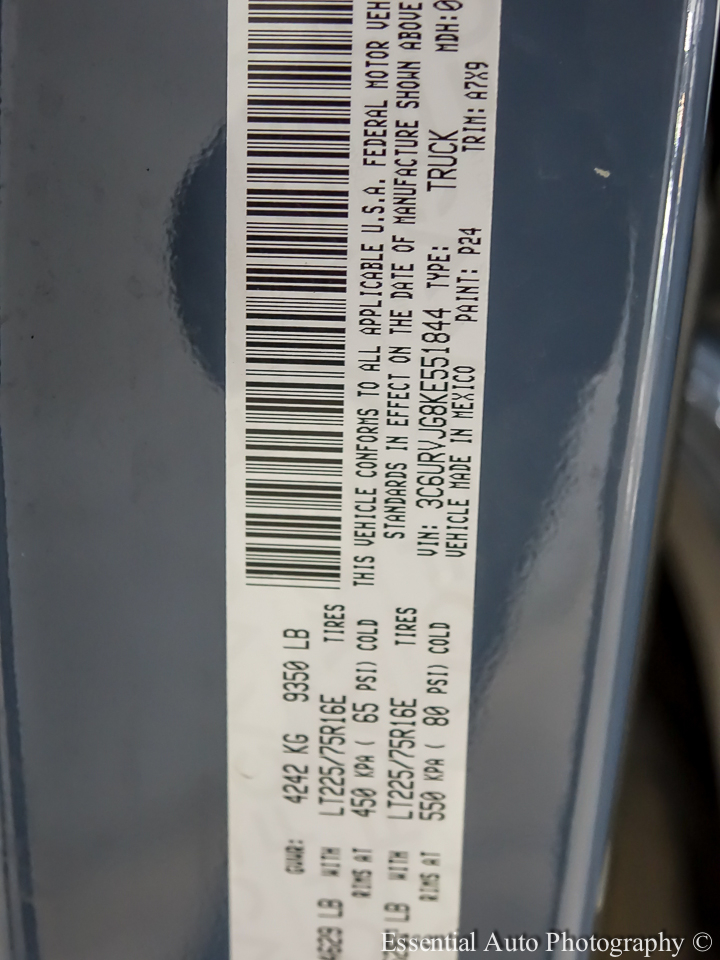 GVWR: 4242 KG 9350 LB
4629 LB WITH LT225/75R16E TIRES
RIMS AT 450 KPA ( 65 PSI) COLD
LB WITH LT225/75R16E TIRES
RIMS AT 550 KPA ( 80 PSI) COLD
THIS VEHICLE CONFORMS TO ALL APPLICABLE U.S.A. FEDERAL MOTOR VEH
STANDARDS IN EFFECT ON THE DATE OF MANUFACTURE SHOWN ABOVE
VIN: 3C6URVJG8KE551844 TYPE: TRUCK MDH:0
VEHICLE MADE IN MEXICO PAINT: P24 TRIM: A7X9
Essential Auto Photography ©